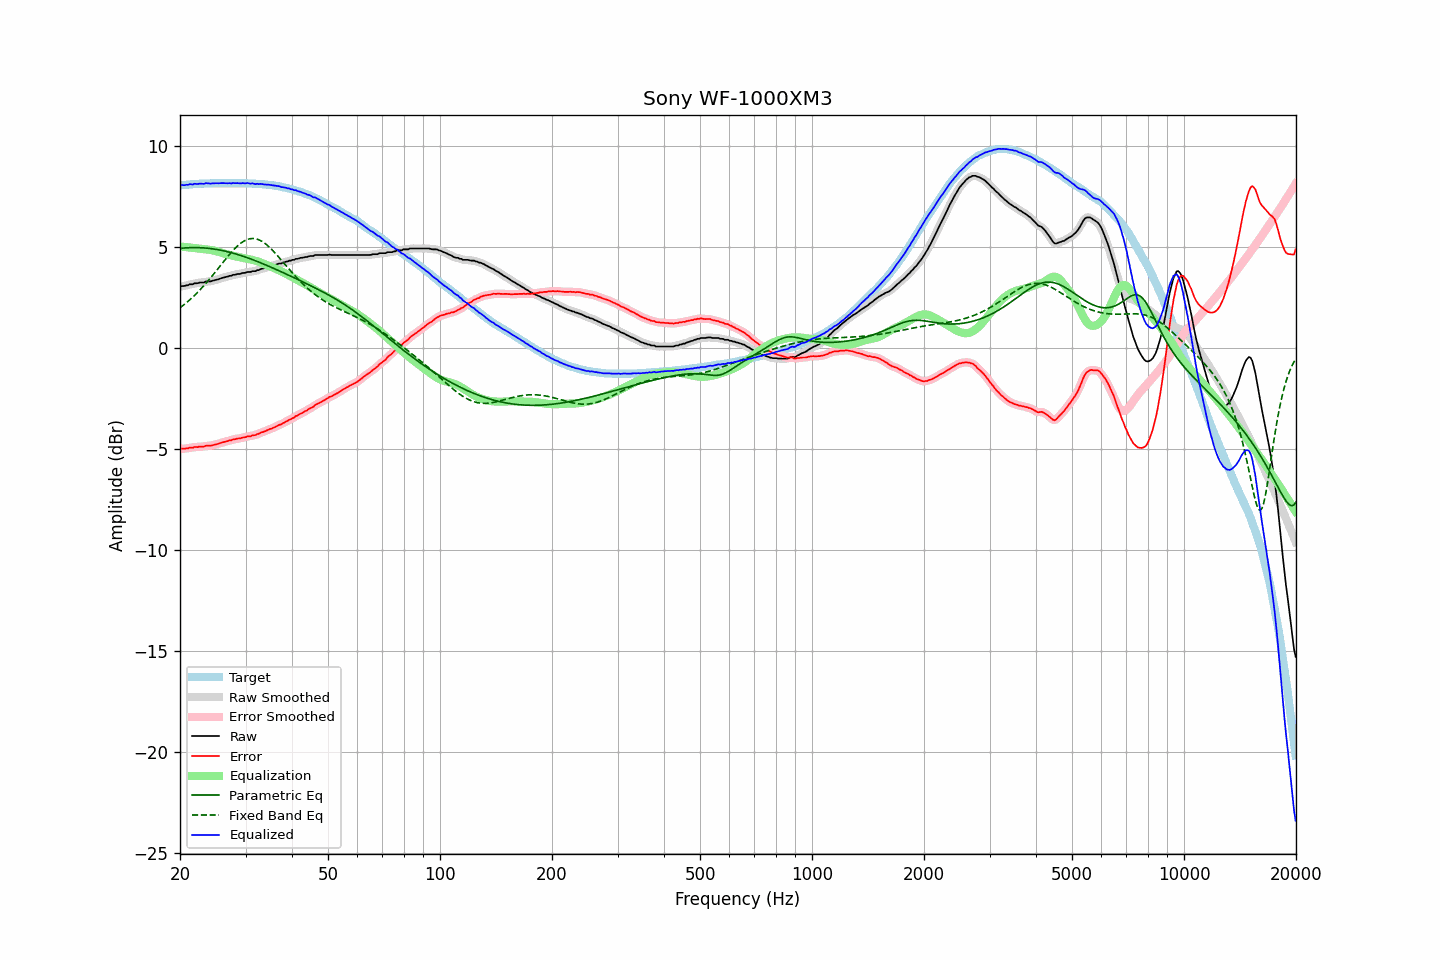 Sony WF-1000XM3
Amplitude (dBr)
10
5
0
−5
−10
−15
−20
−25
Target
Raw Smoothed
Error Smoothed
Raw
Error
Equalization
Parametric Eq
Fixed Band Eq
Equalized
20 50 100 200 500 1000 2000 5000 10000 20000
Frequency (Hz)